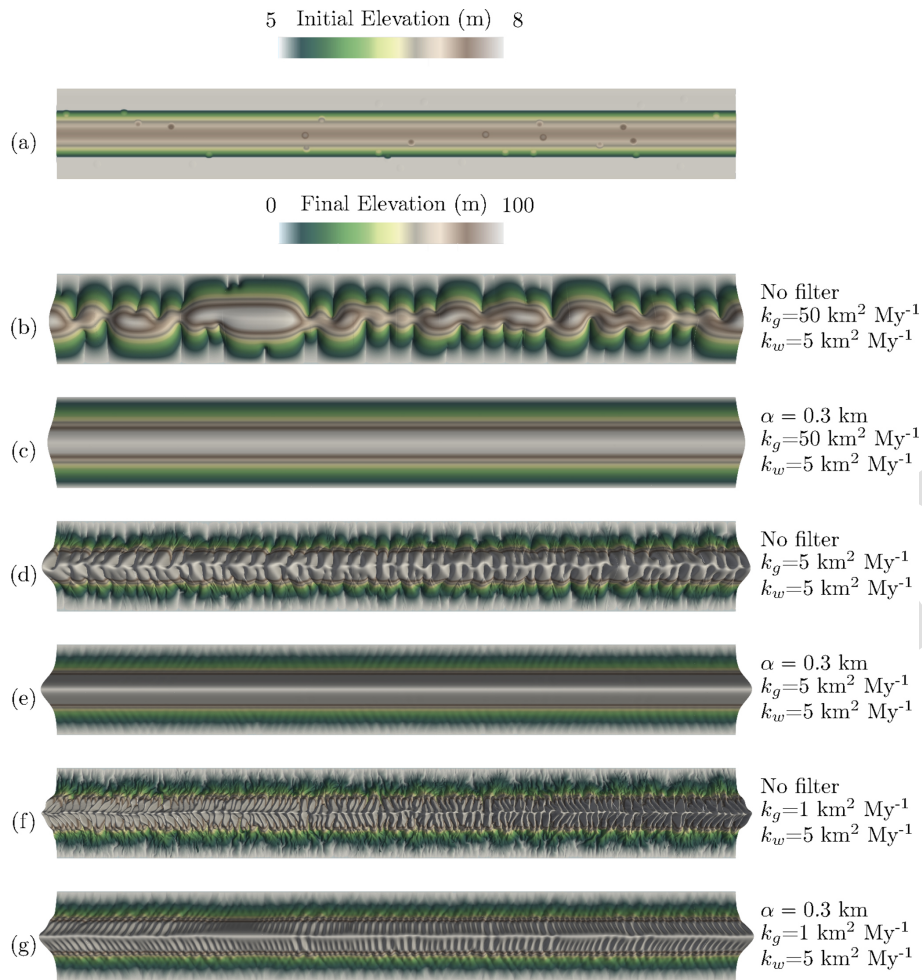 5 Initial Elevation (m) 8
(a)
0 Final Elevation (m) 100
(b)
No filter
k_g=50 km² My⁻¹
k_w=5 km² My⁻¹
(c)
α = 0.3 km
k_g=50 km² My⁻¹
k_w=5 km² My⁻¹
(d)
No filter
k_g=5 km² My⁻¹
k_w=5 km² My⁻¹
(e)
α = 0.3 km
k_g=5 km² My⁻¹
k_w=5 km² My⁻¹
(f)
No filter
k_g=1 km² My⁻¹
k_w=5 km² My⁻¹
(g)
α = 0.3 km
k_g=1 km² My⁻¹
k_w=5 km² My⁻¹